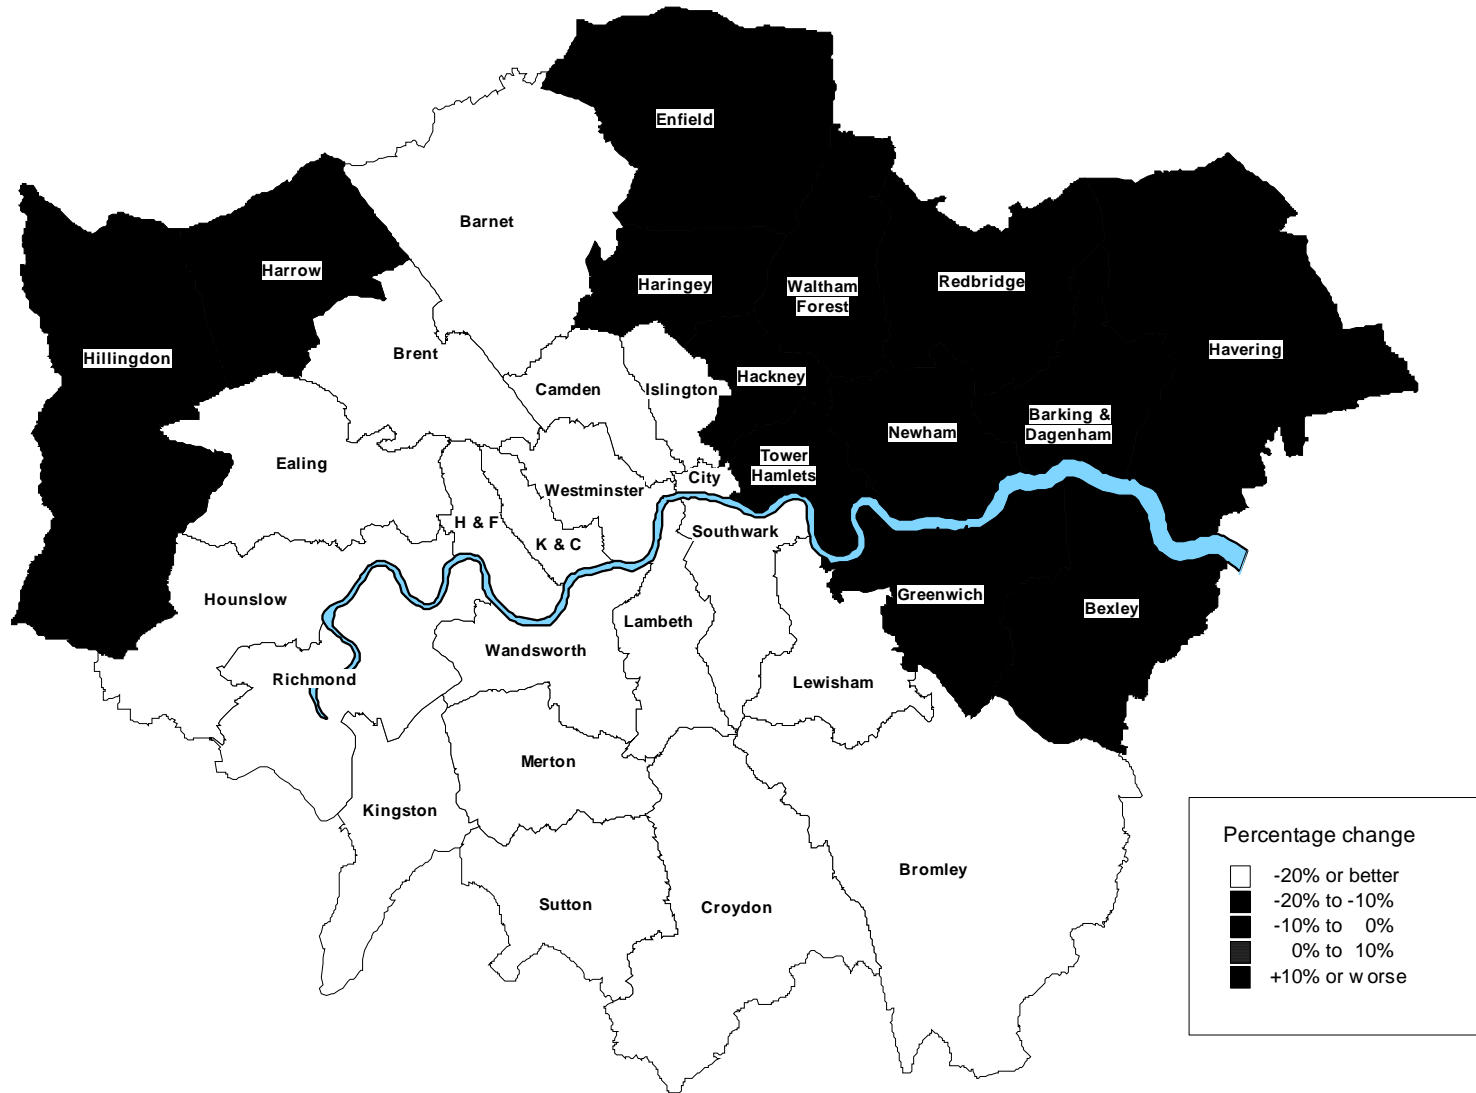 Enfield
Barnet
Harrow
Haringey
Waltham
Forest
Redbridge
Hillingdon
Brent
Havering
Camden
Islington
Hackney
Barking &
Dagenham
Newham
Ealing
Tower
Hamlets
Westminster
City
H & F
K & C
Southwark
Hounslow
Greenwich
Bexley
Lambeth
Wandsworth
Richmond
Lewisham
Merton
Kingston
Bromley
Sutton
Croydon
Percentage change
-20% or better
-20% to -10%
-10% to 0%
0% to 10%
+10% or worse